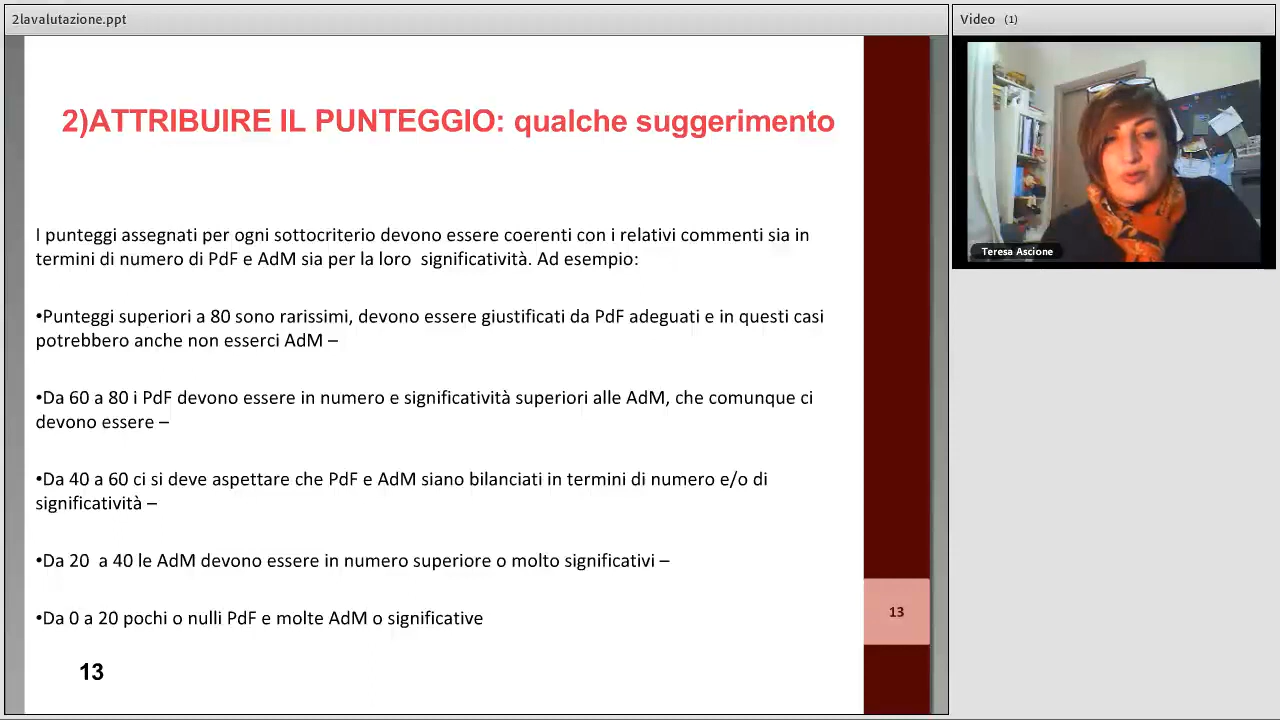 2lavalutazione.ppt
Video (1)
2)ATTRIBUIRE IL PUNTEGGIO: qualche suggerimento
I punteggi assegnati per ogni sottocriterio devono essere coerenti con i relativi commenti sia in
termini di numero di PdF e AdM sia per la loro significatività. Ad esempio:
•Punteggi superiori a 80 sono rarissimi, devono essere giustificati da PdF adeguati e in questi casi
potrebbero anche non esserci AdM –
•Da 60 a 80 i PdF devono essere in numero e significatività superiori alle AdM, che comunque ci
devono essere –
•Da 40 a 60 ci si deve aspettare che PdF e AdM siano bilanciati in termini di numero e/o di
significatività –
•Da 20 a 40 le AdM devono essere in numero superiore o molto significativi –
•Da 0 a 20 pochi o nulli PdF e molte AdM o significative
13
13
Teresa Ascione